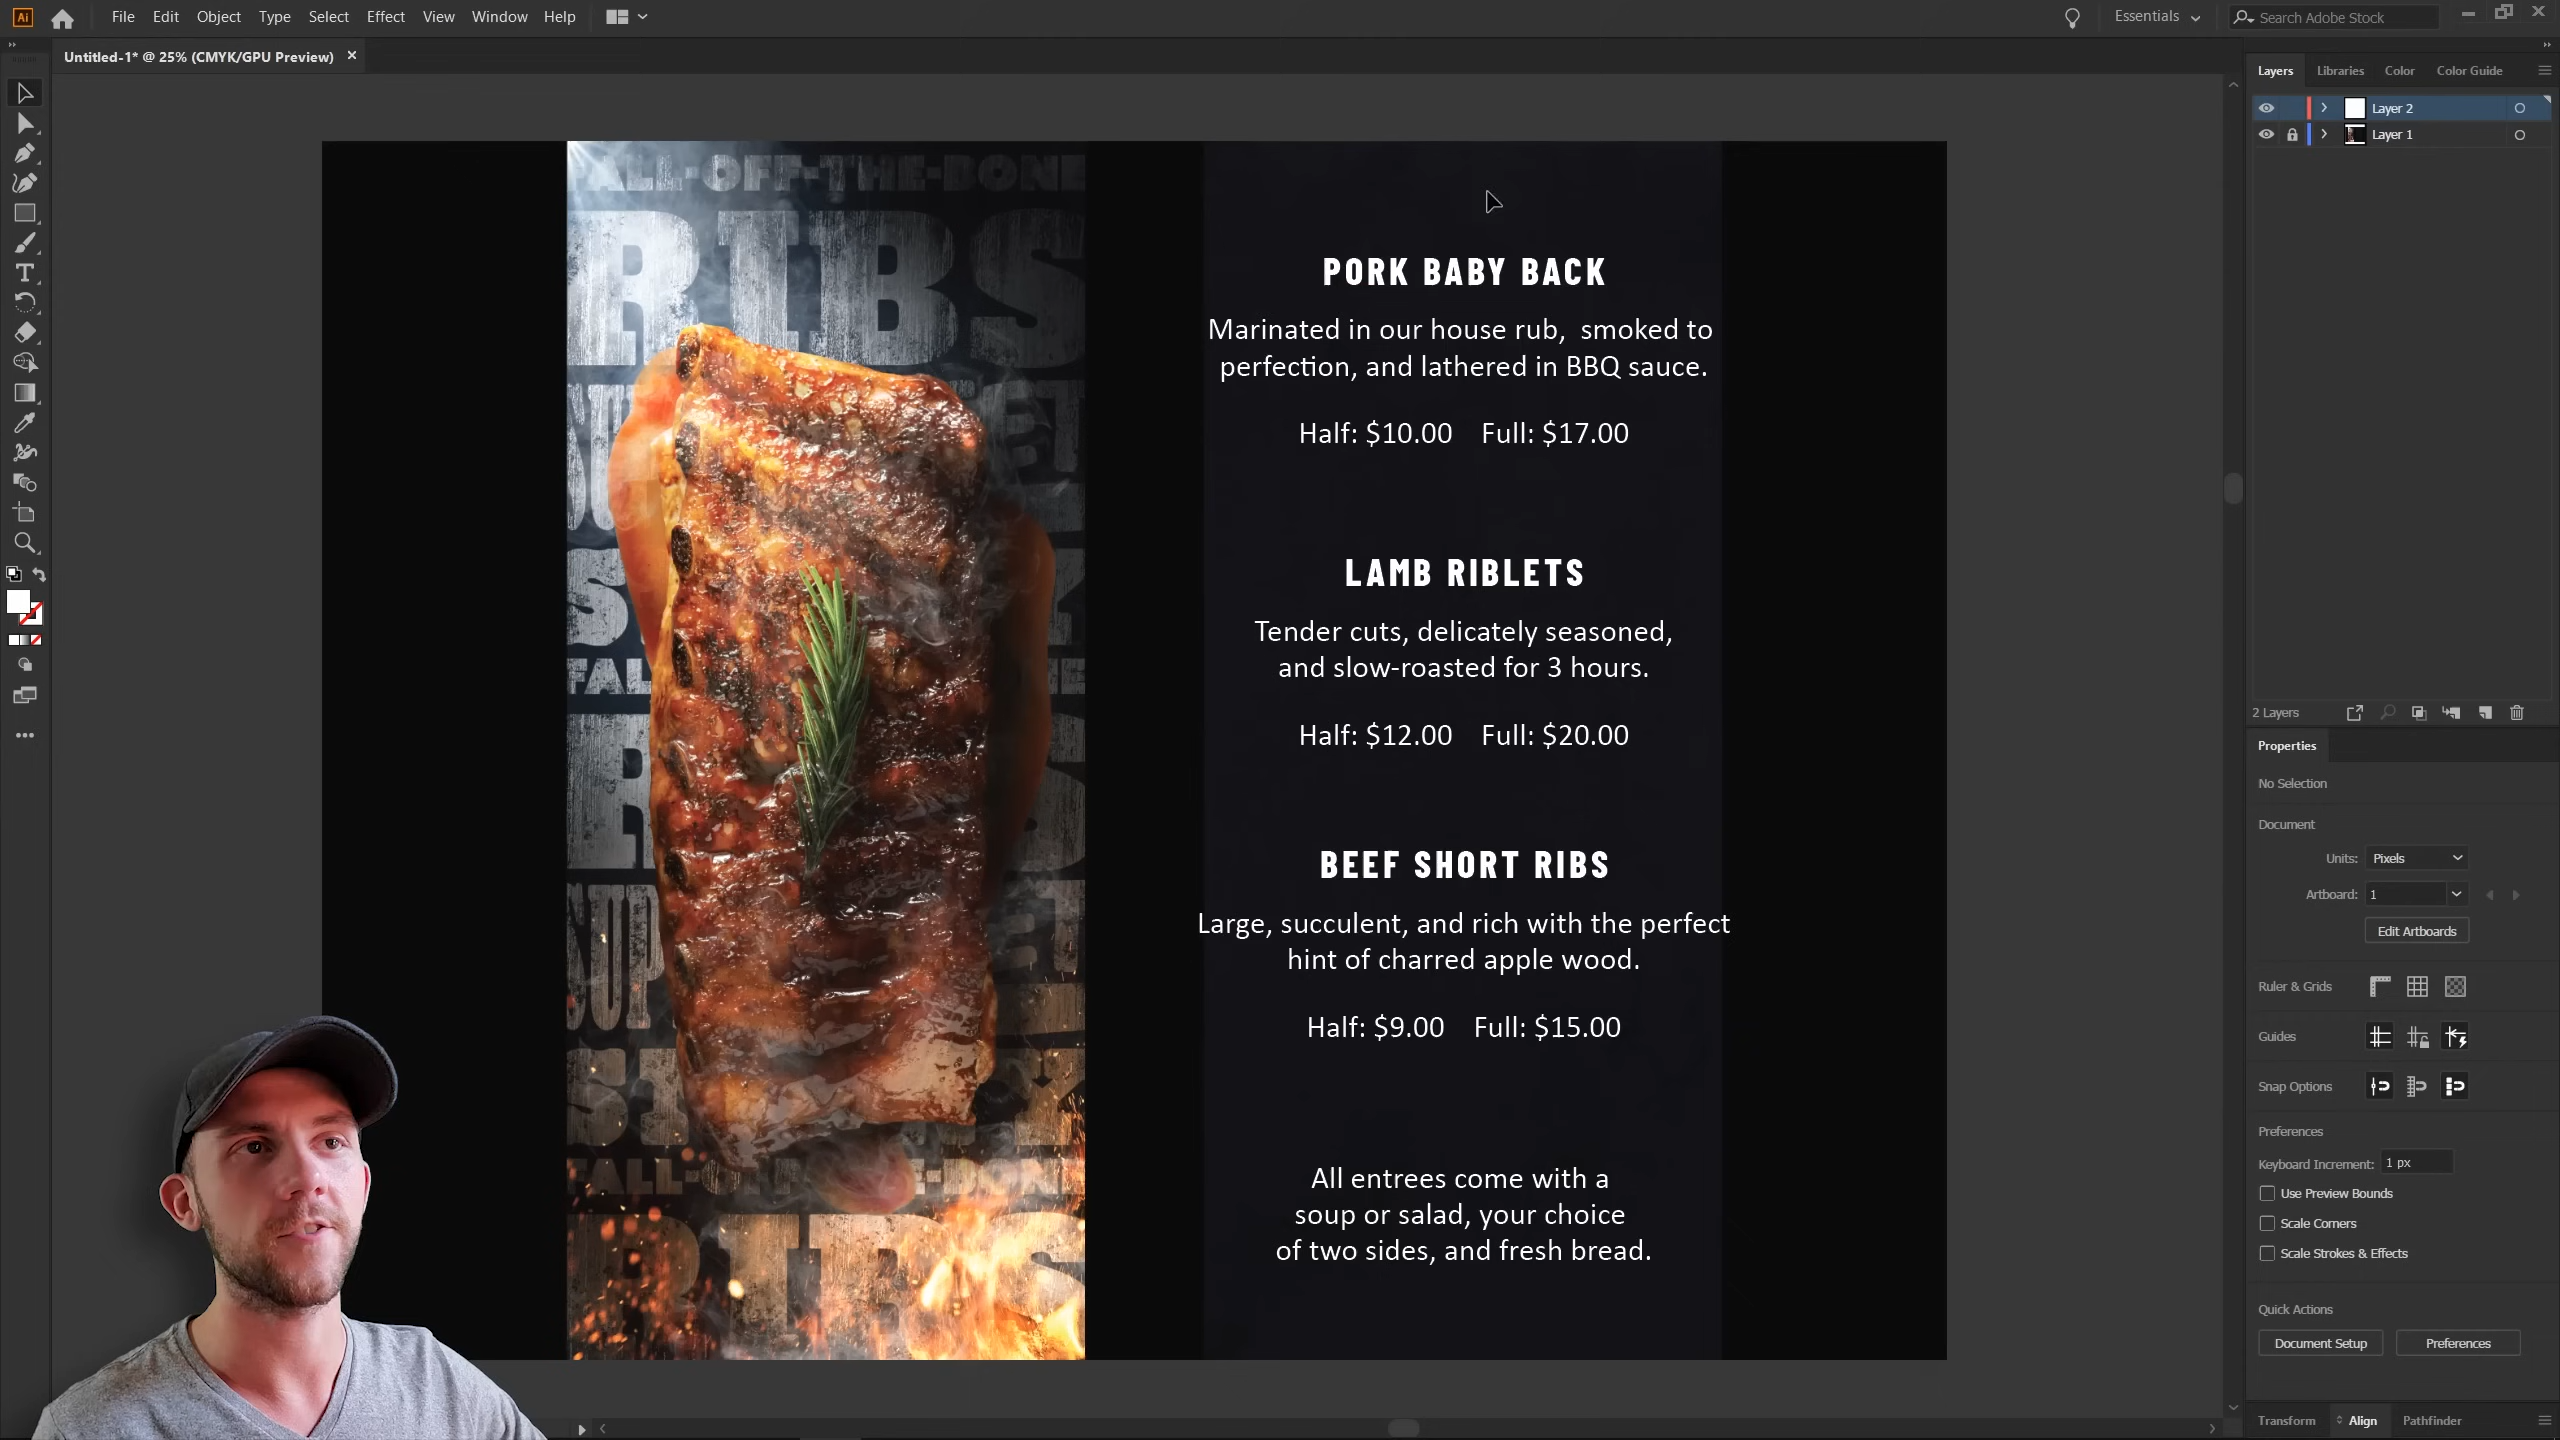 Ai File Edit Object Type Select Effect View Window Help
Essentials
Search Adobe Stock
Untitled-1* @ 25% (CMYK/GPU Preview) ×
Layers Libraries Color Color Guide
Layer 2
Layer 1
2 Layers
Properties
No Selection
Document
Units: Pixels
Artboard: 1
Edit Artboards
Ruler & Grids
Guides
Snap Options
Preferences
Keyboard Increment: 1 px
Use Preview Bounds
Scale Corners
Scale Strokes & Effects
Quick Actions
Document Setup Preferences
Transform Align Pathfinder
FALL-OFF-THE-BONE
RIBS
RIBS
PORK BABY BACK
Marinated in our house rub,  smoked to
perfection, and lathered in BBQ sauce.
Half: $10.00    Full: $17.00
LAMB RIBLETS
Tender cuts, delicately seasoned,
and slow-roasted for 3 hours.
Half: $12.00    Full: $20.00
BEEF SHORT RIBS
Large, succulent, and rich with the perfect
hint of charred apple wood.
Half: $9.00    Full: $15.00
All entrees come with a
soup or salad, your choice
of two sides, and fresh bread.